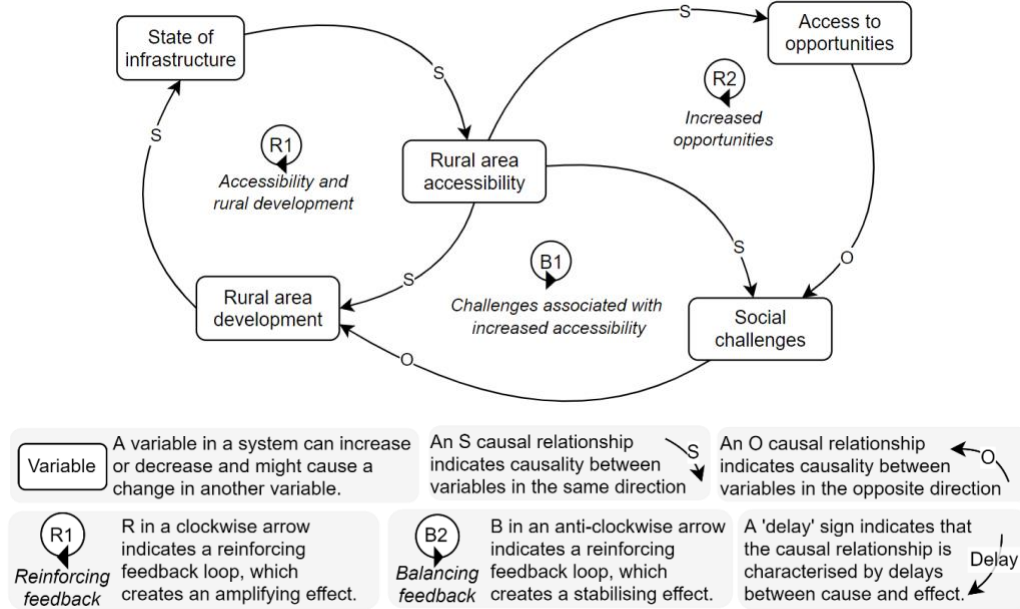 State of
infrastructure
S
S
Access to
opportunities
R2
Increased
opportunities
S
R1
Accessibility and
rural development
Rural area
accessibility
S
S
O
B1
Challenges associated with
increased accessibility
S
Rural area
development
Social
challenges
O
Variable
A variable in a system can increase
or decrease and might cause a
change in another variable.
An S causal relationship
indicates causality between
variables in the same direction
S
An O causal relationship
indicates causality between
variables in the opposite direction
O
R1
Reinforcing
feedback
R in a clockwise arrow
indicates a reinforcing
feedback loop, which
creates an amplifying effect.
B2
Balancing
feedback
B in an anti-clockwise arrow
indicates a reinforcing
feedback loop, which
creates a stabilising effect.
A 'delay' sign indicates that
the causal relationship is
characterised by delays
between cause and effect.
Delay